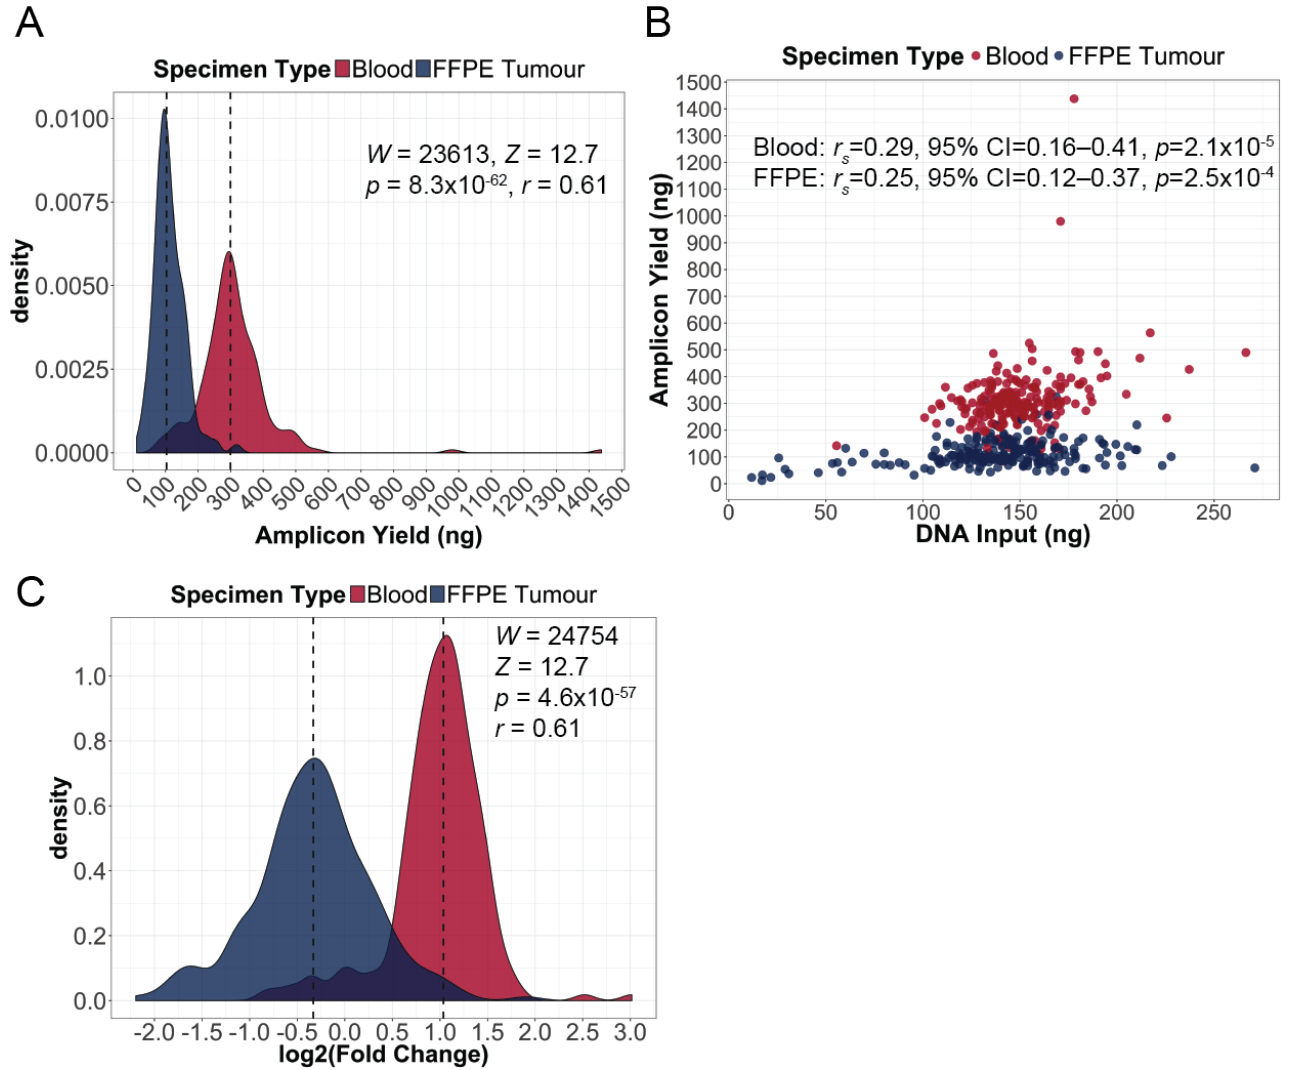 A
Specimen Type Blood FFPE Tumour
W = 23613, Z = 12.7
p = 8.3x10-62, r = 0.61
density
0.0100
0.0075
0.0050
0.0025
0.0000
0 100 200 300 400 500 600 700 800 900 1000 1100 1200 1300 1400 1500
Amplicon Yield (ng)
B
Specimen Type Blood FFPE Tumour
Blood: rs=0.29, 95% CI=0.16–0.41, p=2.1x10-5
FFPE: rs=0.25, 95% CI=0.12–0.37, p=2.5x10-4
Amplicon Yield (ng)
1500
1400
1300
1200
1100
1000
900
800
700
600
500
400
300
200
100
0
0 50 100 150 200 250
DNA Input (ng)
C
Specimen Type Blood FFPE Tumour
W = 24754
Z = 12.7
p = 4.6x10-57
r = 0.61
density
1.0
0.8
0.6
0.4
0.2
0.0
-2.0 -1.5 -1.0 -0.5 0.0 0.5 1.0 1.5 2.0 2.5 3.0
log2(Fold Change)